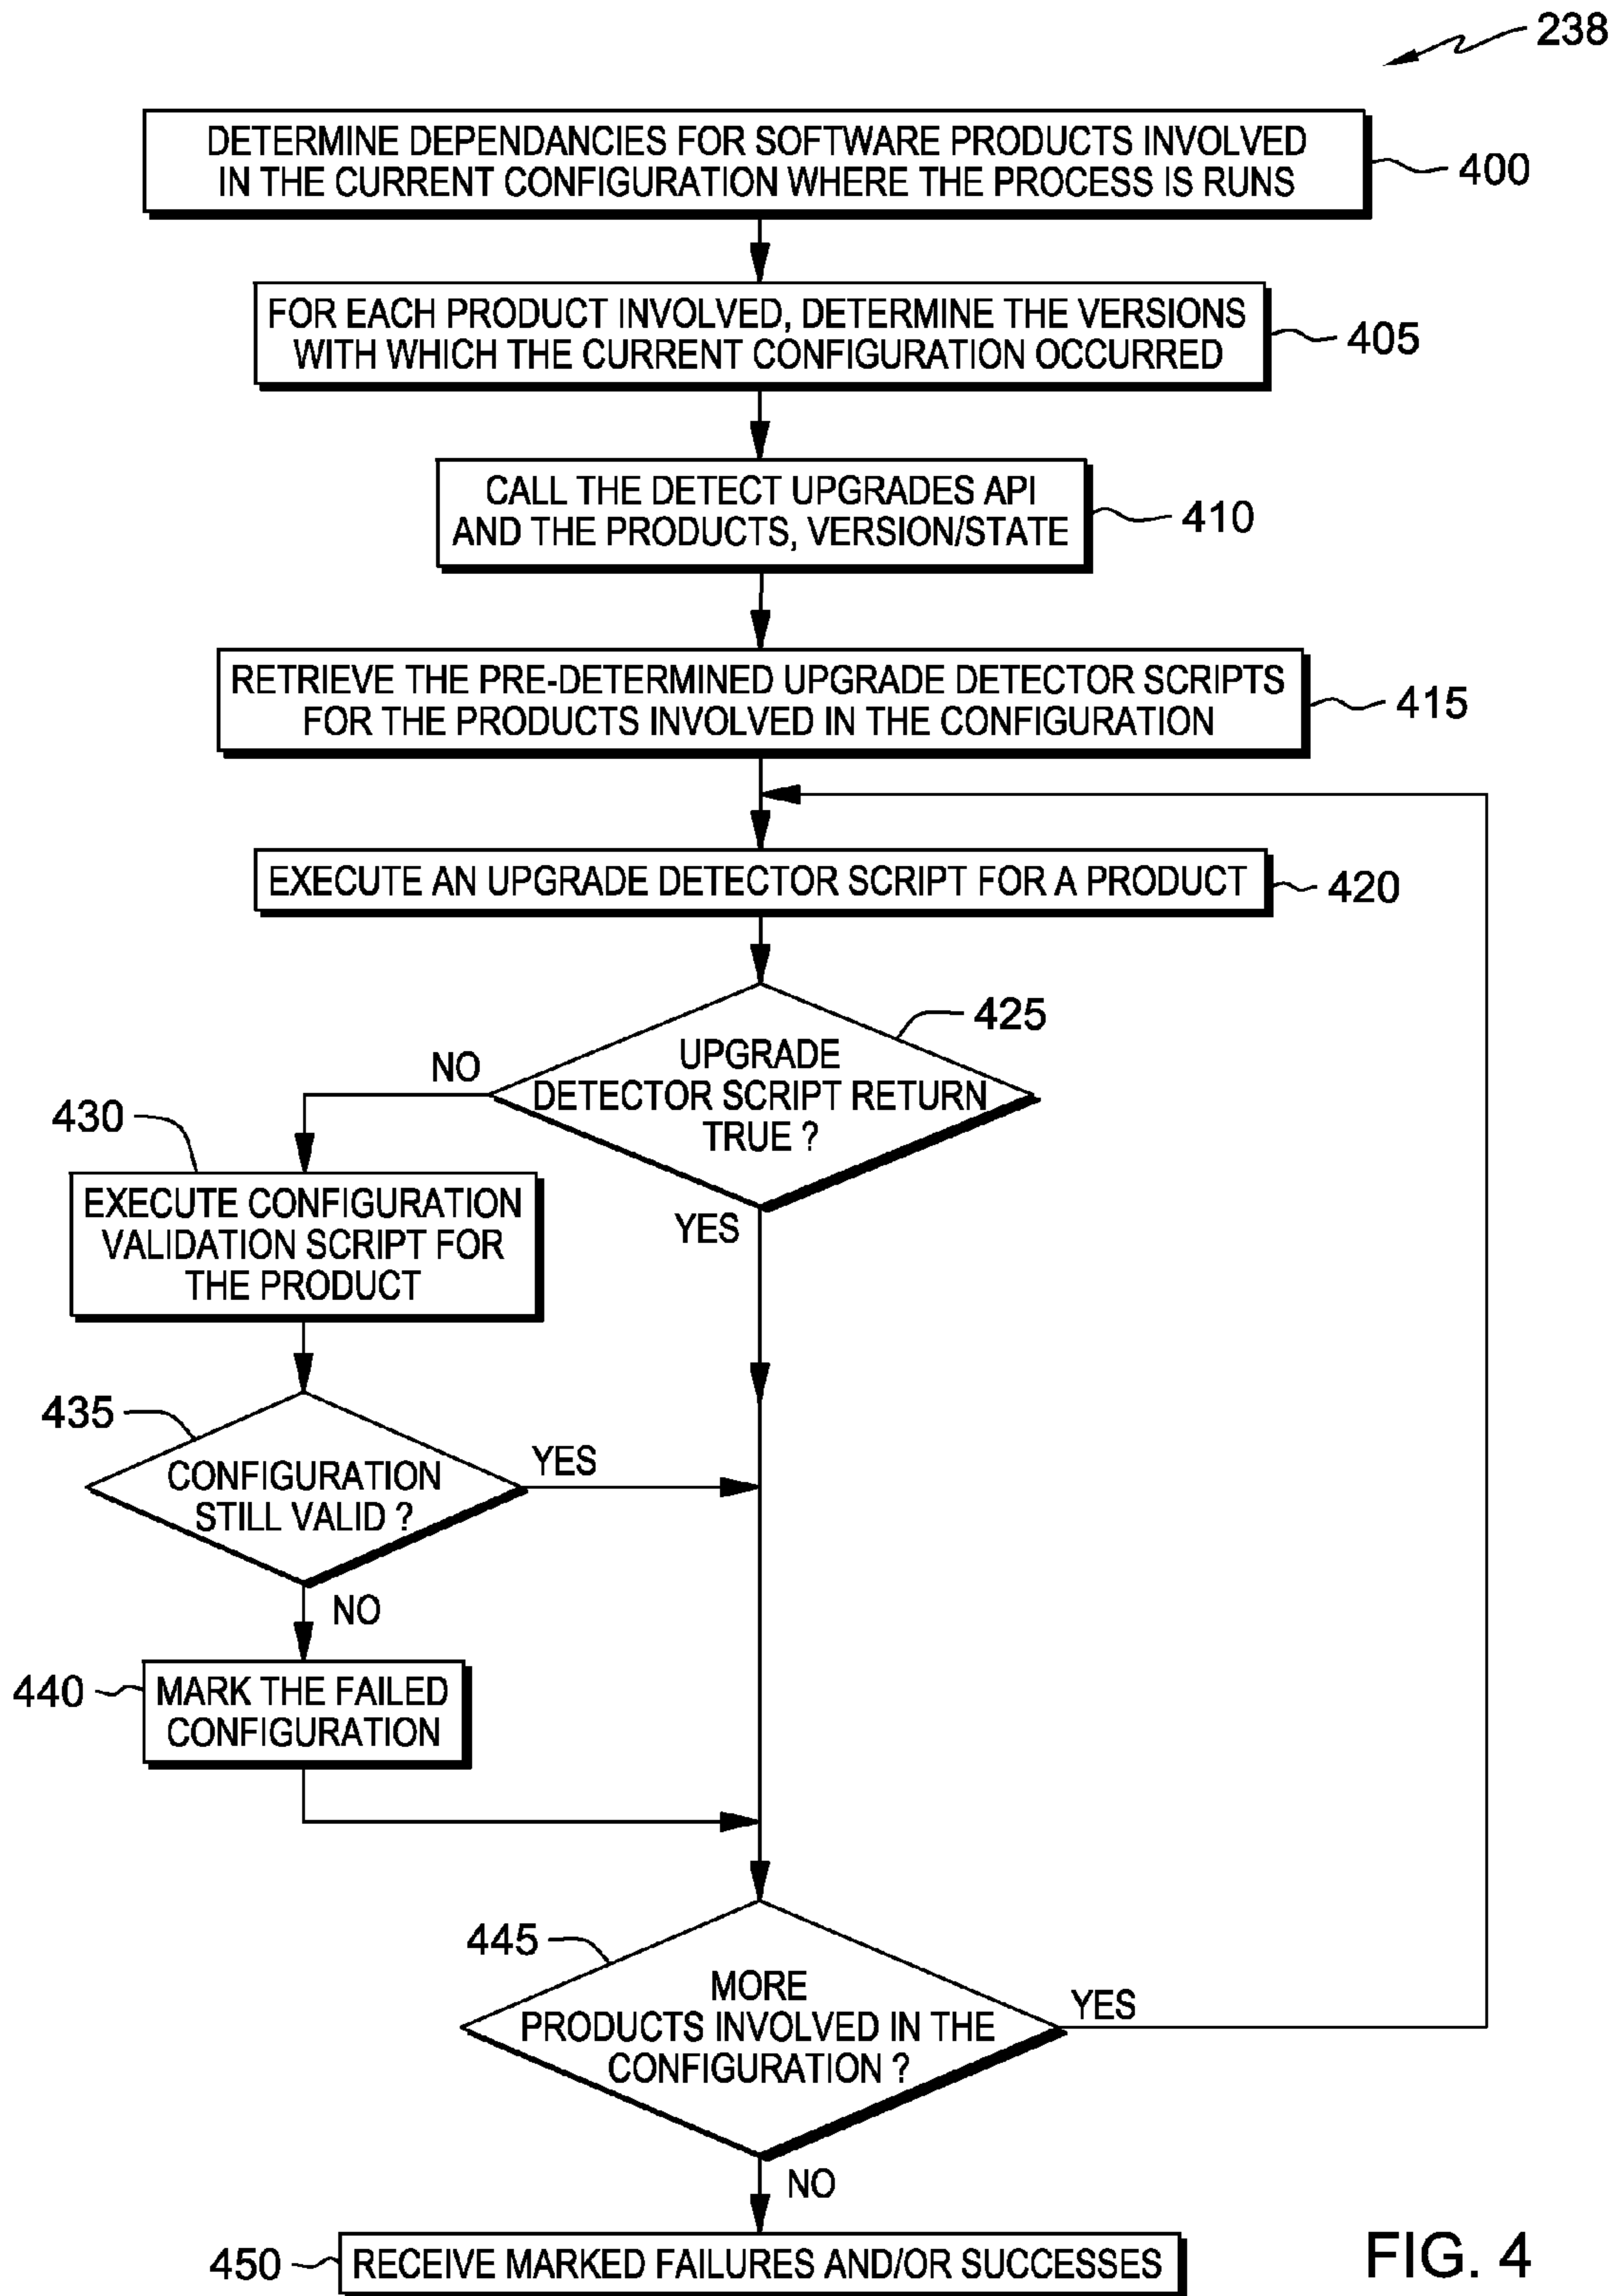 238
DETERMINE DEPENDANCIES FOR SOFTWARE PRODUCTS INVOLVED
IN THE CURRENT CONFIGURATION WHERE THE PROCESS IS RUNS
400
FOR EACH PRODUCT INVOLVED, DETERMINE THE VERSIONS
WITH WHICH THE CURRENT CONFIGURATION OCCURRED
405
CALL THE DETECT UPGRADES API
AND THE PRODUCTS, VERSION/STATE
410
RETRIEVE THE PRE-DETERMINED UPGRADE DETECTOR SCRIPTS
FOR THE PRODUCTS INVOLVED IN THE CONFIGURATION
415
EXECUTE AN UPGRADE DETECTOR SCRIPT FOR A PRODUCT
420
425
UPGRADE
DETECTOR SCRIPT RETURN
TRUE ?
NO
YES
430
EXECUTE CONFIGURATION
VALIDATION SCRIPT FOR
THE PRODUCT
435
CONFIGURATION
STILL VALID ?
YES
NO
440
MARK THE FAILED
CONFIGURATION
445
MORE
PRODUCTS INVOLVED IN THE
CONFIGURATION ?
YES
NO
450
RECEIVE MARKED FAILURES AND/OR SUCCESSES
FIG. 4